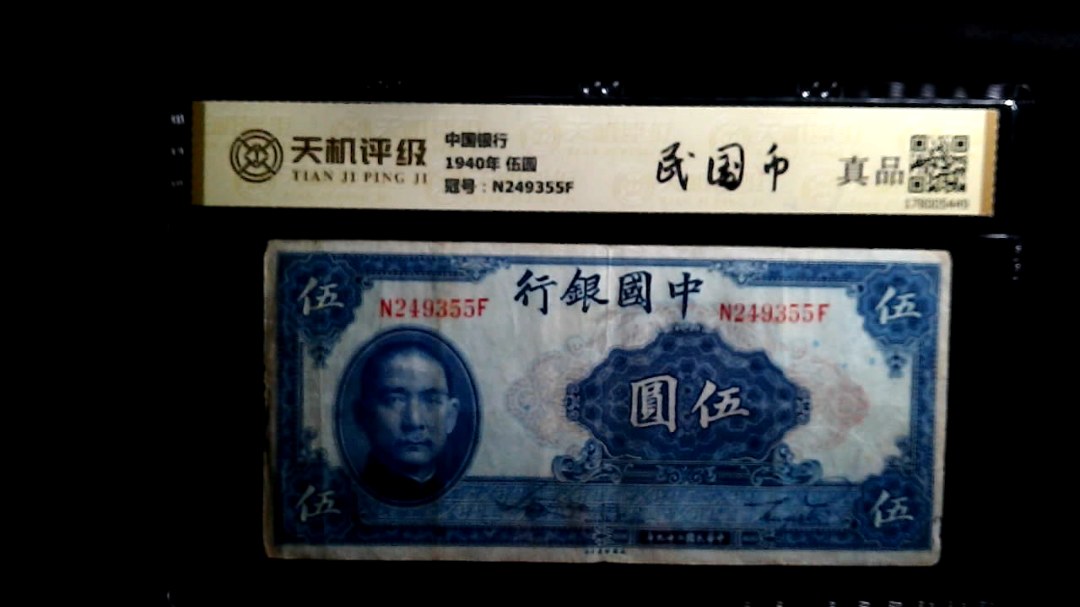 天机评级
TIAN JI PING JI
中国银行
1940年 伍圆
冠号：N249355F
民国币
真品
行銀國中
伍
伍
N249355F
N249355F
圓伍
伍
伍